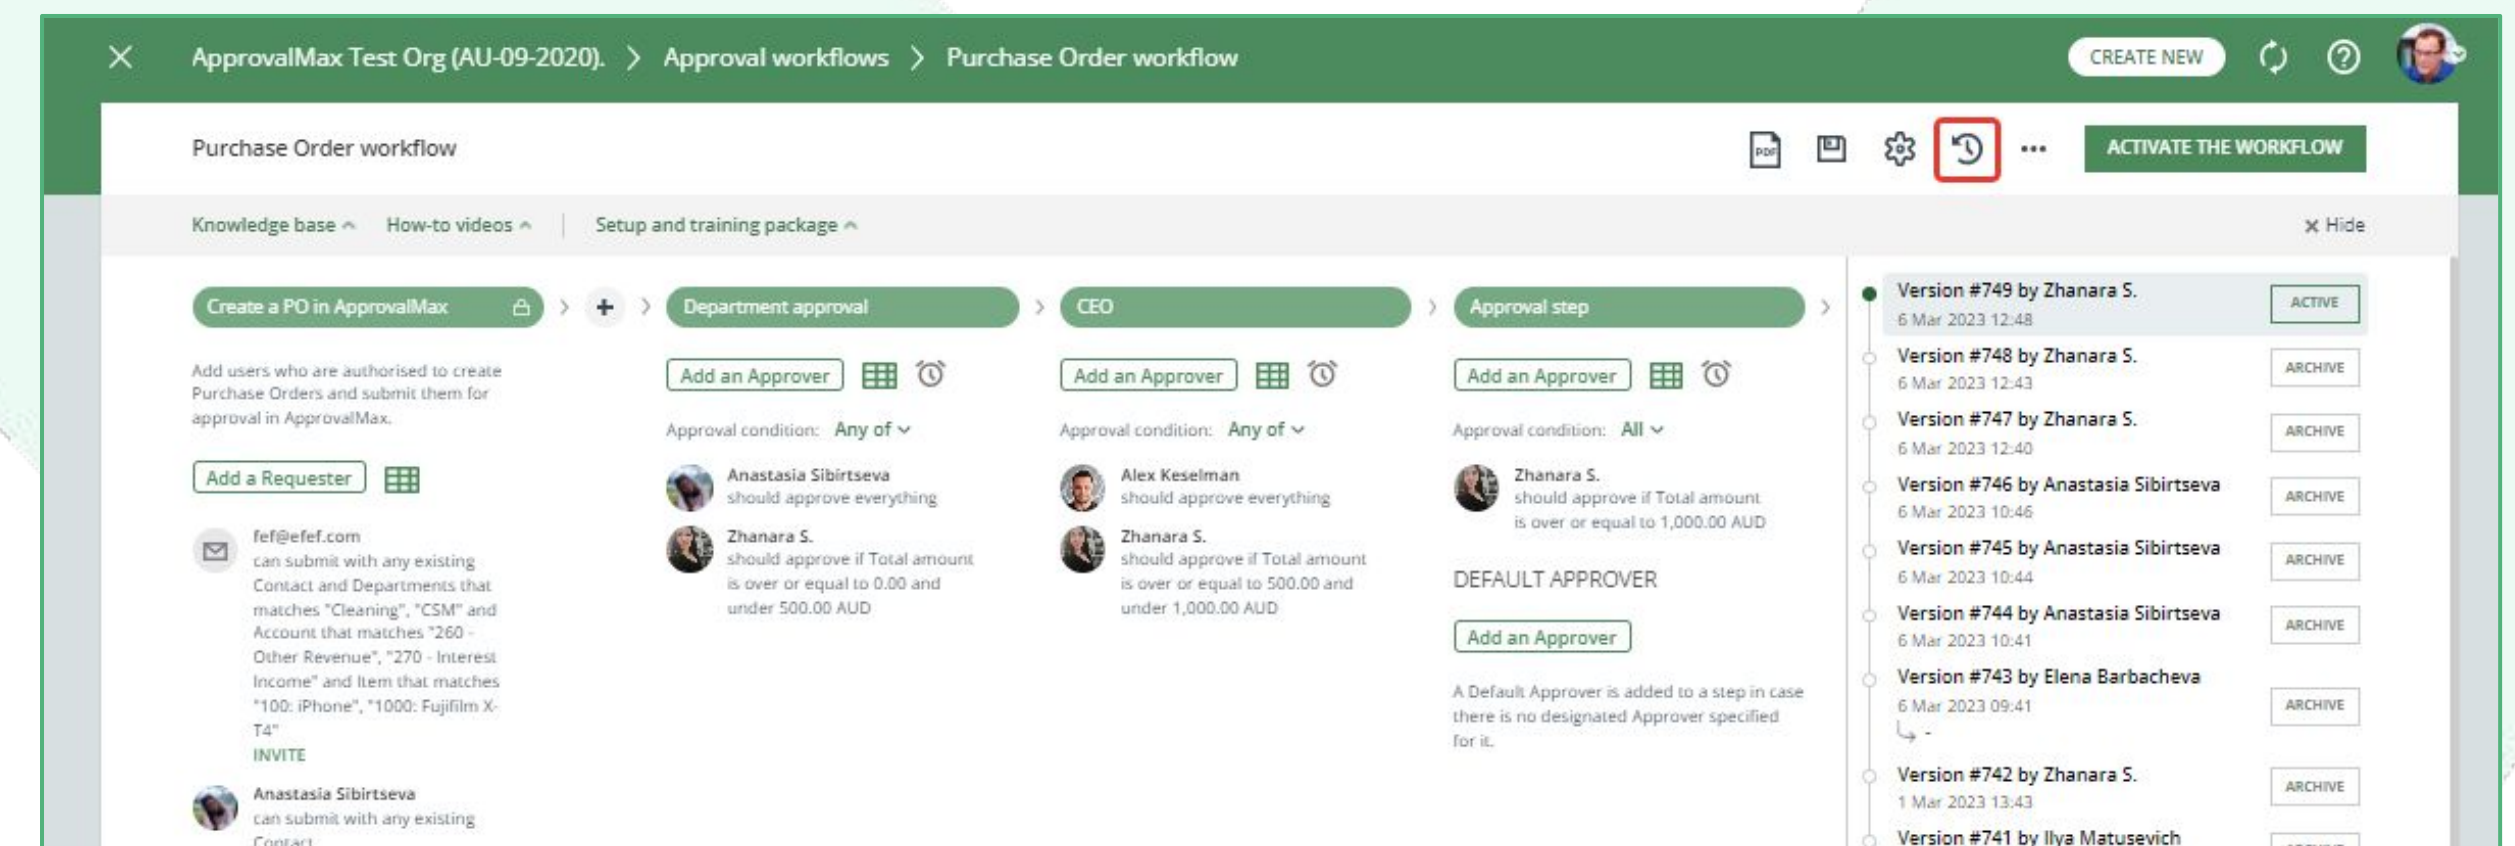 ApprovalMax Test Org (AU-09-2020). > Approval workflows > Purchase Order workflow
CREATE NEW
Purchase Order workflow
PDF
ACTIVATE THE WORKFLOW
Knowledge base
How-to videos
Setup and training package
Hide
Create a PO in ApprovalMax
Add users who are authorised to create
Purchase Orders and submit them for
approval in ApprovalMax.
Add a Requester
fef@efef.com
can submit with any existing
Contact and Departments that
matches "Cleaning", "CSM" and
Account that matches "260 -
Other Revenue", "270 - Interest
Income" and Item that matches
"100: iPhone", "1000: Fujifilm X-
T4"
INVITE
Anastasia Sibirtseva
can submit with any existing
Contact
Department approval
Add an Approver
Approval condition: Any of
Anastasia Sibirtseva
should approve everything
Zhanara S.
should approve if Total amount
is over or equal to 0.00 and
under 500.00 AUD
CEO
Add an Approver
Approval condition: Any of
Alex Keselman
should approve everything
Zhanara S.
should approve if Total amount
is over or equal to 500.00 and
under 1,000.00 AUD
Approval step
Add an Approver
Approval condition: All
Zhanara S.
should approve if Total amount
is over or equal to 1,000.00 AUD
DEFAULT APPROVER
Add an Approver
A Default Approver is added to a step in case
there is no designated Approver specified
for it.
Version #749 by Zhanara S.
6 Mar 2023 12:48
ACTIVE
Version #748 by Zhanara S.
6 Mar 2023 12:43
ARCHIVE
Version #747 by Zhanara S.
6 Mar 2023 12:40
ARCHIVE
Version #746 by Anastasia Sibirtseva
6 Mar 2023 10:46
ARCHIVE
Version #745 by Anastasia Sibirtseva
6 Mar 2023 10:44
ARCHIVE
Version #744 by Anastasia Sibirtseva
6 Mar 2023 10:41
ARCHIVE
Version #743 by Elena Barbacheva
6 Mar 2023 09:41
-
ARCHIVE
Version #742 by Zhanara S.
1 Mar 2023 13:43
ARCHIVE
Version #741 by Ilya Matusevich